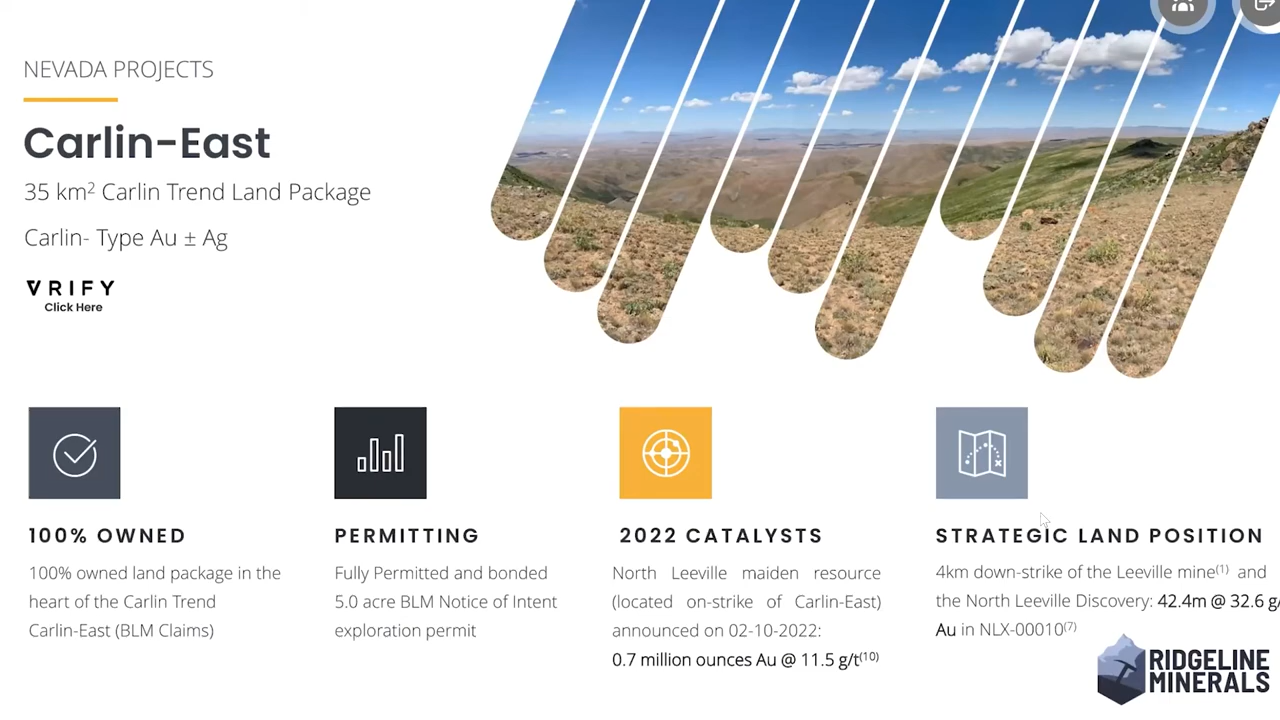 NEVADA PROJECTS
Carlin-East
35 km² Carlin Trend Land Package
Carlin- Type Au ± Ag
VRIFY
Click Here
100% OWNED
100% owned land package in the
heart of the Carlin Trend
Carlin-East (BLM Claims)
PERMITTING
Fully Permitted and bonded
5.0 acre BLM Notice of Intent
exploration permit
2022 CATALYSTS
North Leeville maiden resource
(located on-strike of Carlin-East)
announced on 02-10-2022:
0.7 million ounces Au @ 11.5 g/t(10)
STRATEGIC LAND POSITION
4km down-strike of the Leeville mine(1) and
the North Leeville Discovery: 42.4m @ 32.6 g/
Au in NLX-00010(7)
RIDGELINE
MINERALS